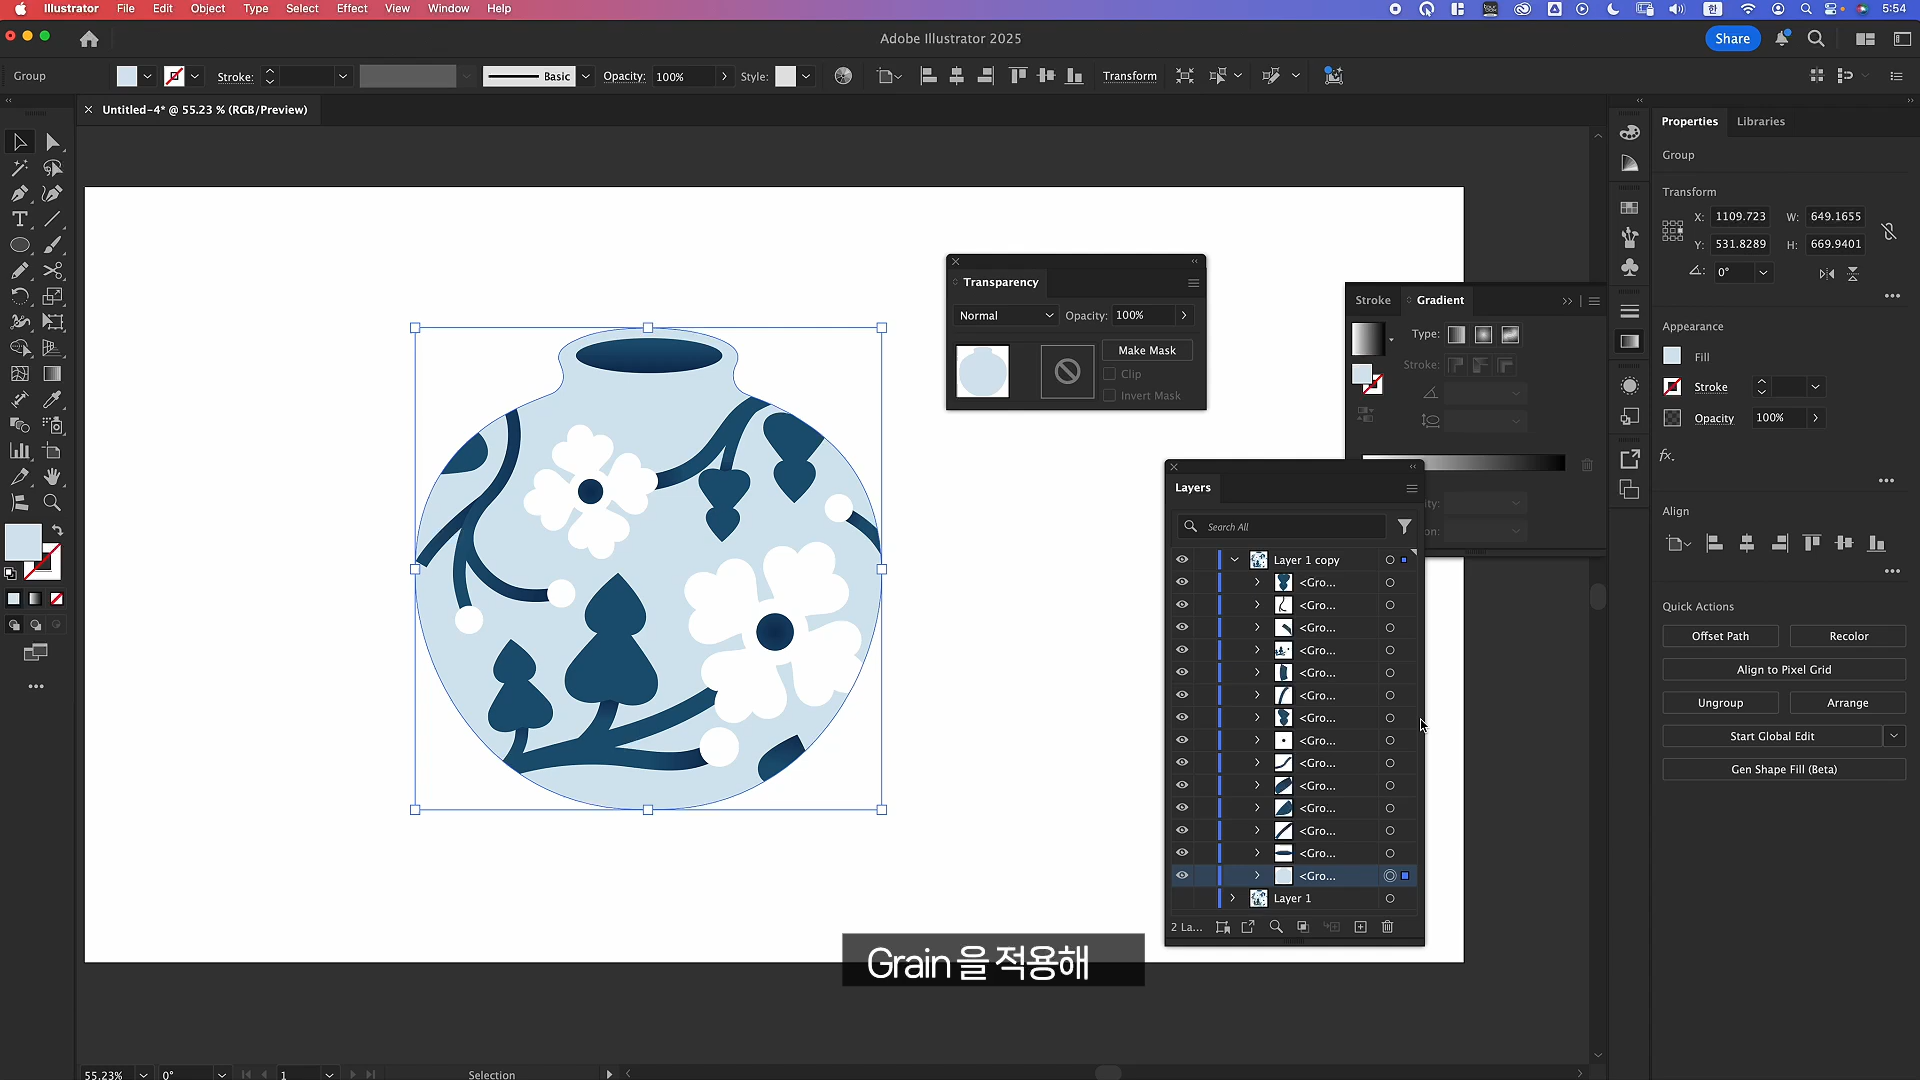 Illustrator File Edit Object Type Select Effect View Window Help
5:54
Adobe Illustrator 2025
Share
Group
Stroke:
Basic
Opacity: 100%
Style:
Transform
Untitled-4* @ 55.23 % (RGB/Preview)
Properties Libraries
Group
Transform
X: 1109.723 W: 649.1655
Y: 531.8289 H: 669.9401
0°
Appearance
Fill
Stroke
Opacity 100%
fx.
Align
Quick Actions
Offset Path Recolor
Align to Pixel Grid
Ungroup Arrange
Start Global Edit
Gen Shape Fill (Beta)
Transparency
Normal Opacity: 100%
Make Mask
Clip
Invert Mask
Stroke Gradient
Type:
Stroke:
Layers
Search All
Layer 1 copy
<Gro...
<Gro...
<Gro...
<Gro...
<Gro...
<Gro...
<Gro...
<Gro...
<Gro...
<Gro...
<Gro...
<Gro...
<Gro...
<Gro...
Layer 1
2 La...
Grain을 적용해
55.23% 0° 1 Selection